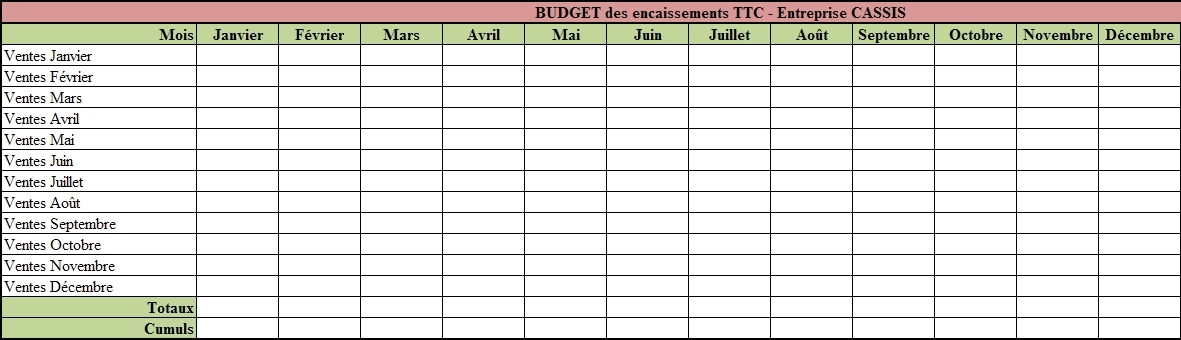 BUDGET des encaissements TTC - Entreprise CASSIS
Mois Janvier Février Mars Avril Mai Juin Juillet Août Septembre Octobre Novembre Décembre
Ventes Janvier
Ventes Février
Ventes Mars
Ventes Avril
Ventes Mai
Ventes Juin
Ventes Juillet
Ventes Août
Ventes Septembre
Ventes Octobre
Ventes Novembre
Ventes Décembre
Totaux
Cumuls